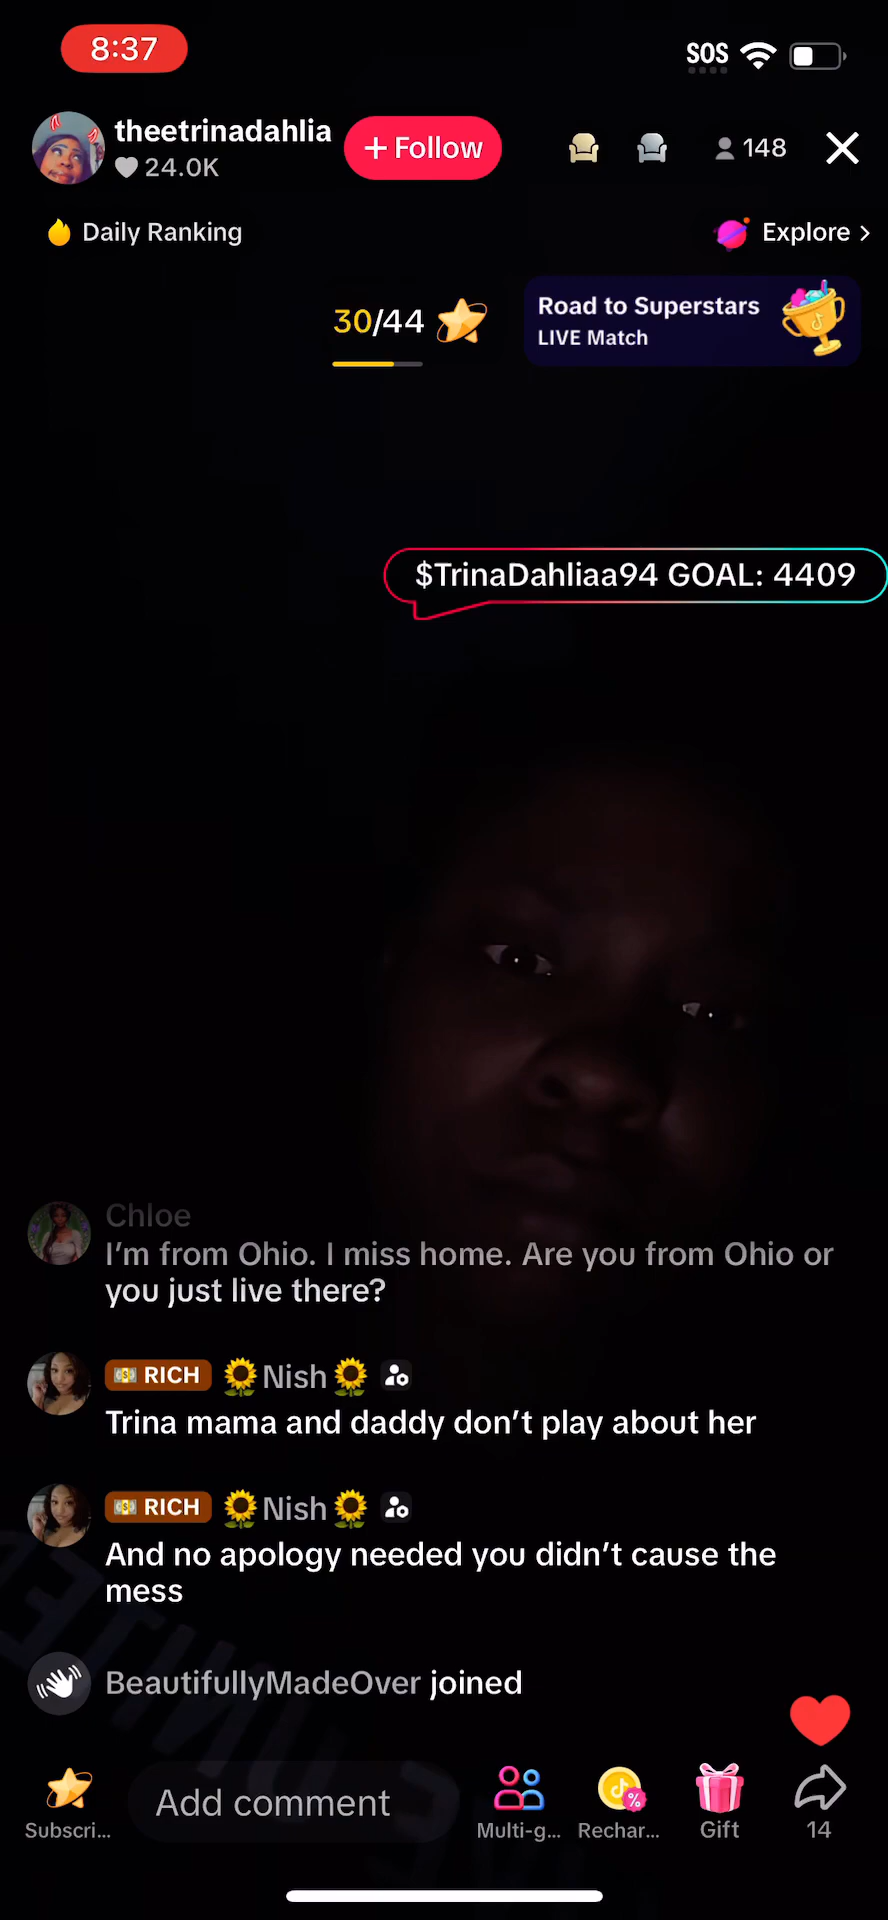 8:37
SOS
theetrinadahlia
24.0K
+ Follow
148
Daily Ranking
Explore >
30/44
Road to Superstars
LIVE Match
$TrinaDahliaa94 GOAL: 4409
Chloe
I'm from Ohio. I miss home. Are you from Ohio or
you just live there?
RICH 🌻Nish🌻
Trina mama and daddy don't play about her
RICH 🌻Nish🌻
And no apology needed you didn't cause the
mess
BeautifullyMadeOver joined
Add comment
Subscri...
Multi-g...
Rechar...
Gift
14